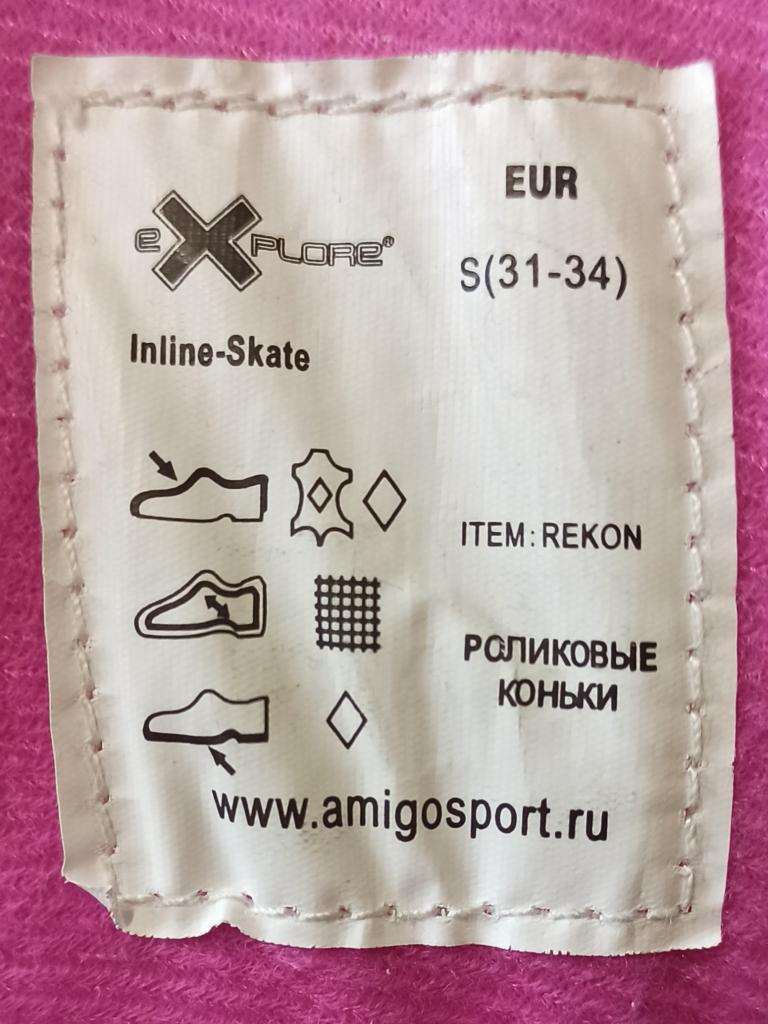 eXPLORE®
EUR
S(31-34)
Inline-Skate
ITEM:REKON
РОЛИКОВЫЕ
КОНЬКИ
www.amigosport.ru